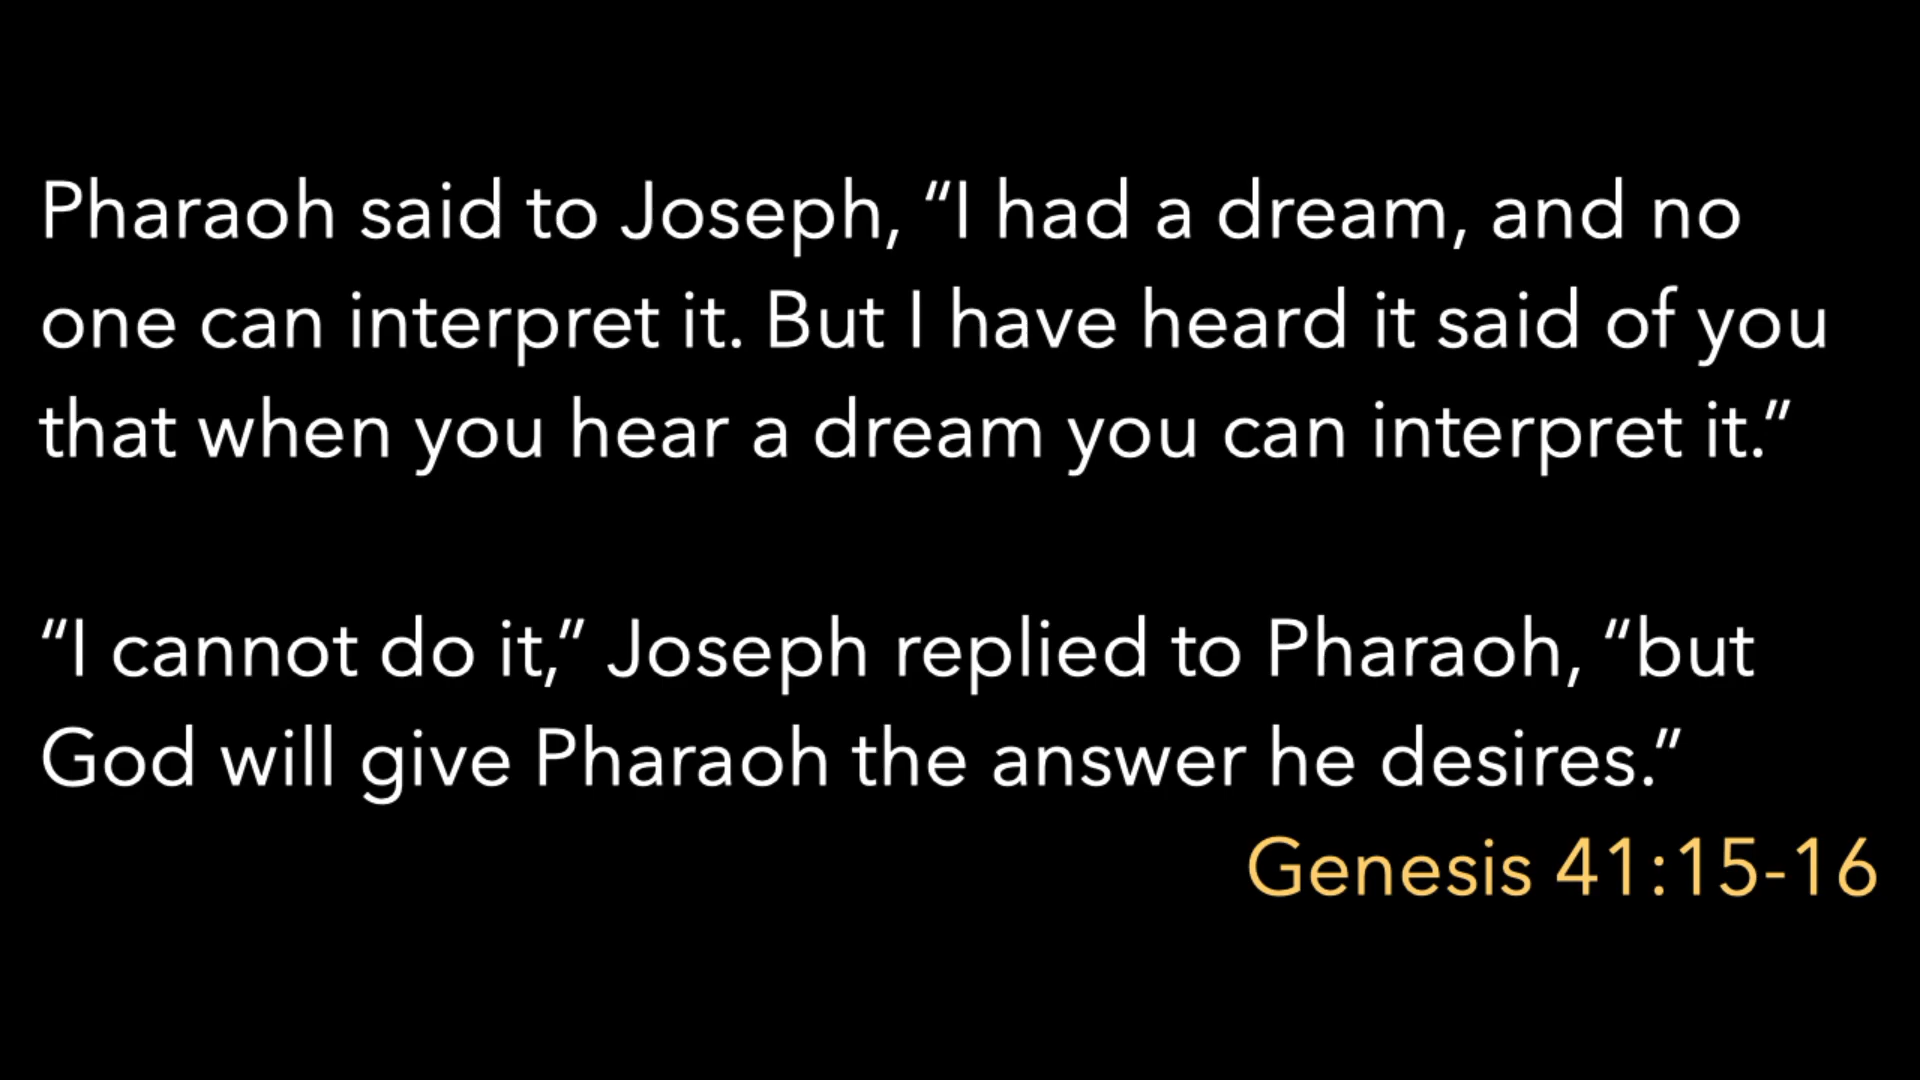 Pharaoh said to Joseph, “I had a dream, and no
one can interpret it. But I have heard it said of you
that when you hear a dream you can interpret it.”
“I cannot do it,” Joseph replied to Pharaoh, “but
God will give Pharaoh the answer he desires.”
Genesis 41:15-16